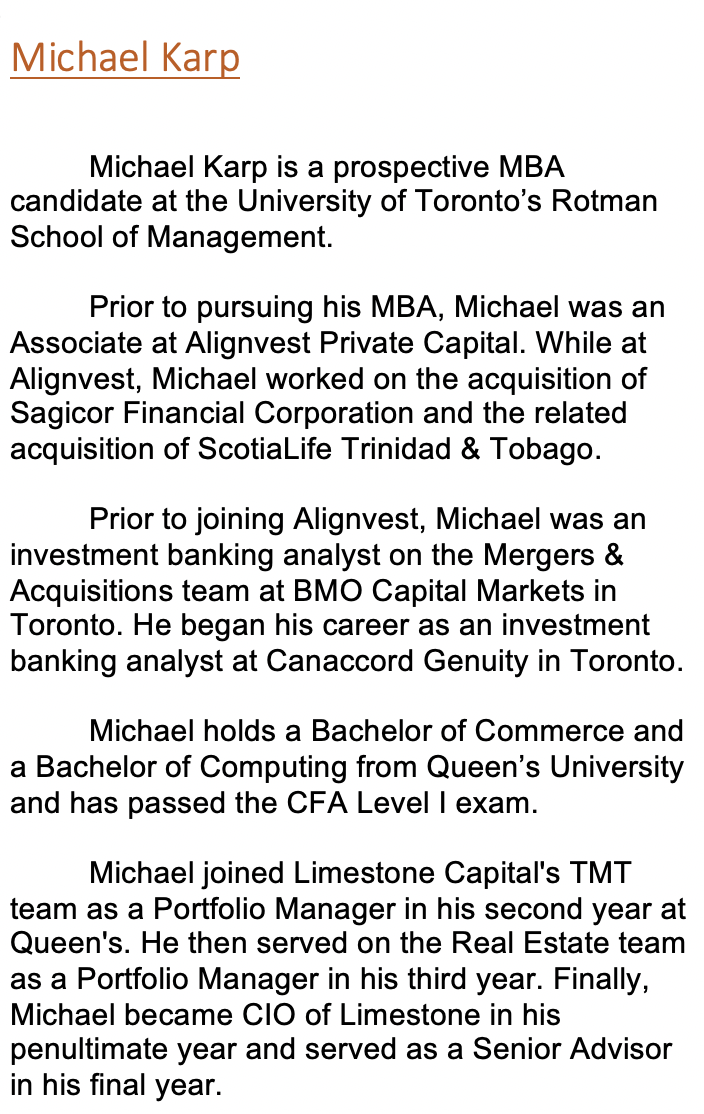 Michael Karp
Michael Karp is a prospective MBA
candidate at the University of Toronto’s Rotman
School of Management.
Prior to pursuing his MBA, Michael was an
Associate at Alignvest Private Capital. While at
Alignvest, Michael worked on the acquisition of
Sagicor Financial Corporation and the related
acquisition of ScotiaLife Trinidad & Tobago.
Prior to joining Alignvest, Michael was an
investment banking analyst on the Mergers &
Acquisitions team at BMO Capital Markets in
Toronto. He began his career as an investment
banking analyst at Canaccord Genuity in Toronto.
Michael holds a Bachelor of Commerce and
a Bachelor of Computing from Queen’s University
and has passed the CFA Level I exam.
Michael joined Limestone Capital's TMT
team as a Portfolio Manager in his second year at
Queen's. He then served on the Real Estate team
as a Portfolio Manager in his third year. Finally,
Michael became CIO of Limestone in his
penultimate year and served as a Senior Advisor
in his final year.